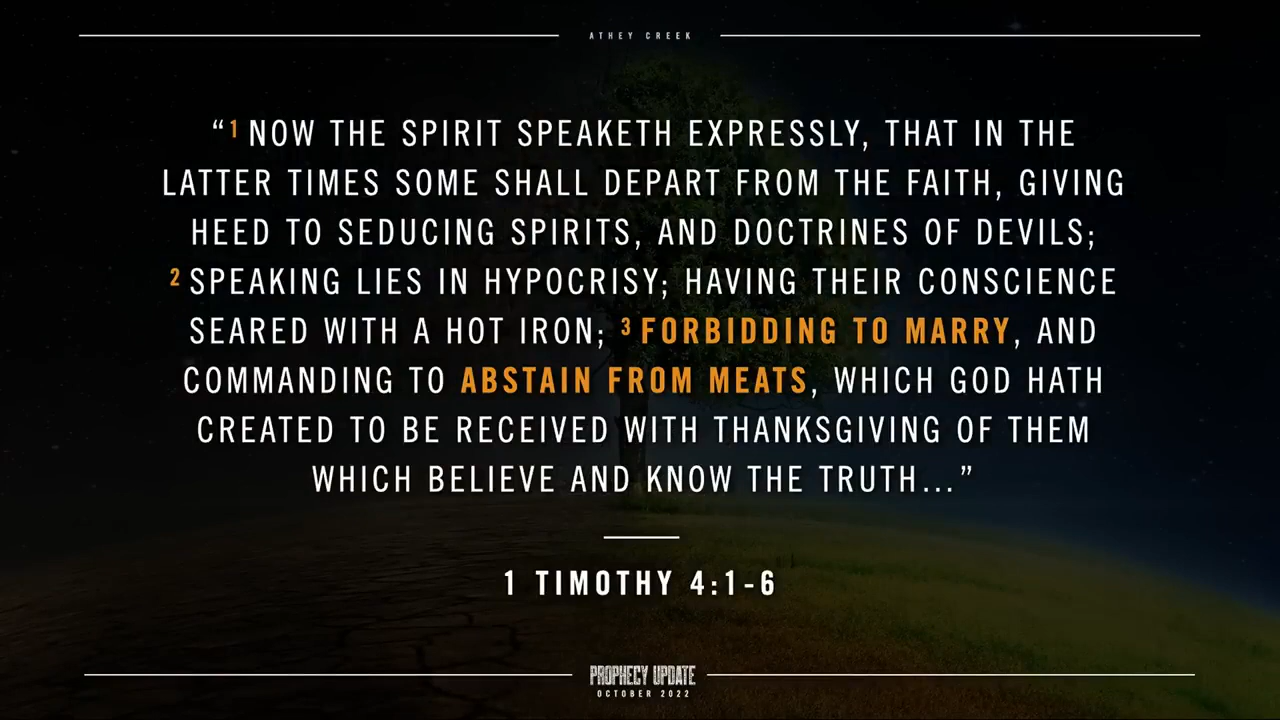 ATHEY CREEK
“1 NOW THE SPIRIT SPEAKETH EXPRESSLY, THAT IN THE
LATTER TIMES SOME SHALL DEPART FROM THE FAITH, GIVING
HEED TO SEDUCING SPIRITS, AND DOCTRINES OF DEVILS;
2 SPEAKING LIES IN HYPOCRISY; HAVING THEIR CONSCIENCE
SEARED WITH A HOT IRON; 3 FORBIDDING TO MARRY, AND
COMMANDING TO ABSTAIN FROM MEATS, WHICH GOD HATH
CREATED TO BE RECEIVED WITH THANKSGIVING OF THEM
WHICH BELIEVE AND KNOW THE TRUTH...”
1 TIMOTHY 4:1-6
PROPHECY UPDATE
OCTOBER 2022